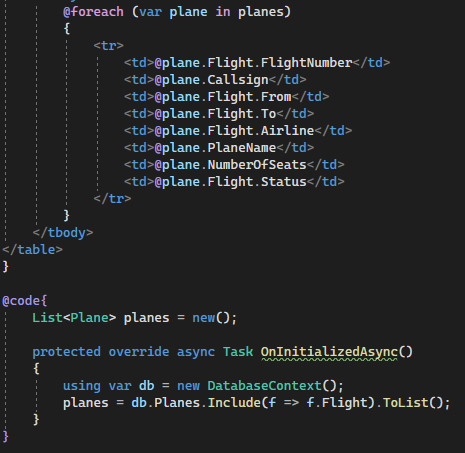 @foreach (var plane in planes)
{
<tr>
<td>@plane.Flight.FlightNumber</td>
<td>@plane.Callsign</td>
<td>@plane.Flight.From</td>
<td>@plane.Flight.To</td>
<td>@plane.Flight.Airline</td>
<td>@plane.PlaneName</td>
<td>@plane.NumberOfSeats</td>
<td>@plane.Flight.Status</td>
</tr>
}
</tbody>
</table>
}
@code{
List<Plane> planes = new();
protected override async Task OnInitializedAsync()
{
using var db = new DatabaseContext();
planes = db.Planes.Include(f => f.Flight).ToList();
}
}